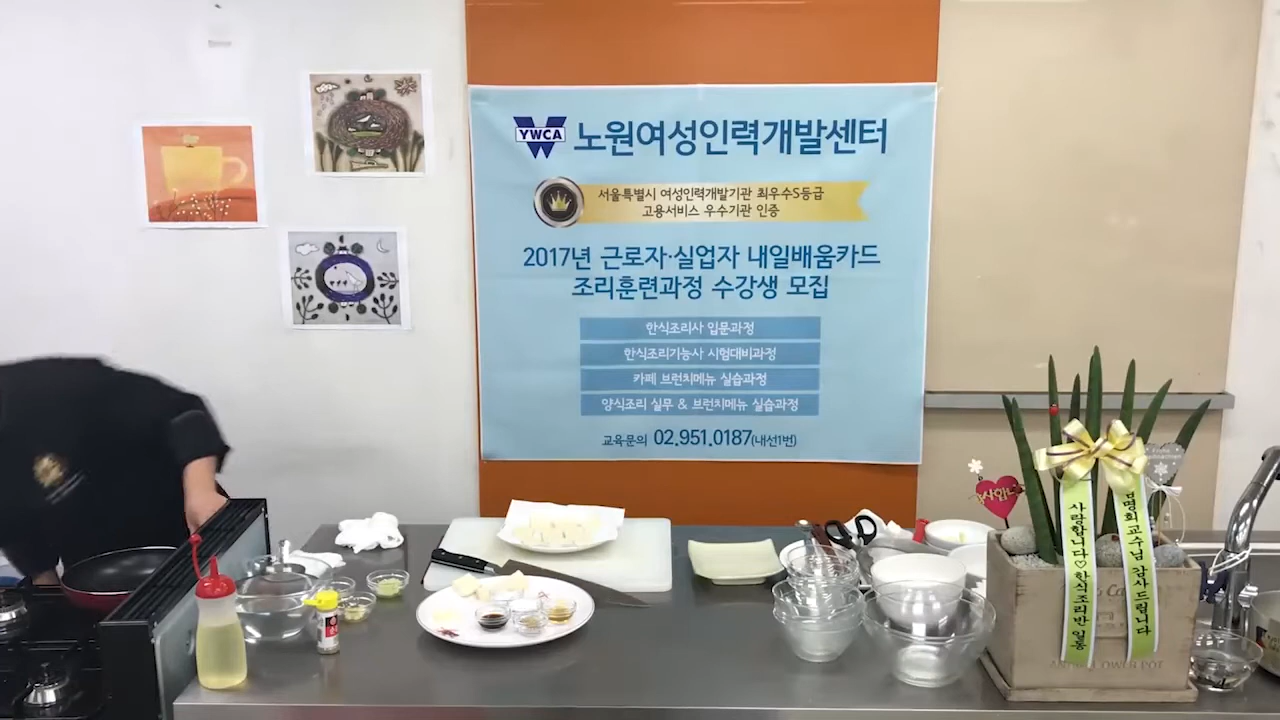 YWCA 노원여성인력개발센터
서울특별시 여성인력개발기관 최우수S등급
고용서비스 우수기관 인증
2017년 근로자·실업자 내일배움카드
조리훈련과정 수강생 모집
한식조리사 입문과정
한식조리기능사 시험대비과정
카페 브런치메뉴 실습과정
양식조리 실무 & 브런치메뉴 실습과정
교육문의 02.951.0187(내선1번)
사랑합니다♡한식조리반 일동
명희교수님 감사드립니다
FLOWER POT